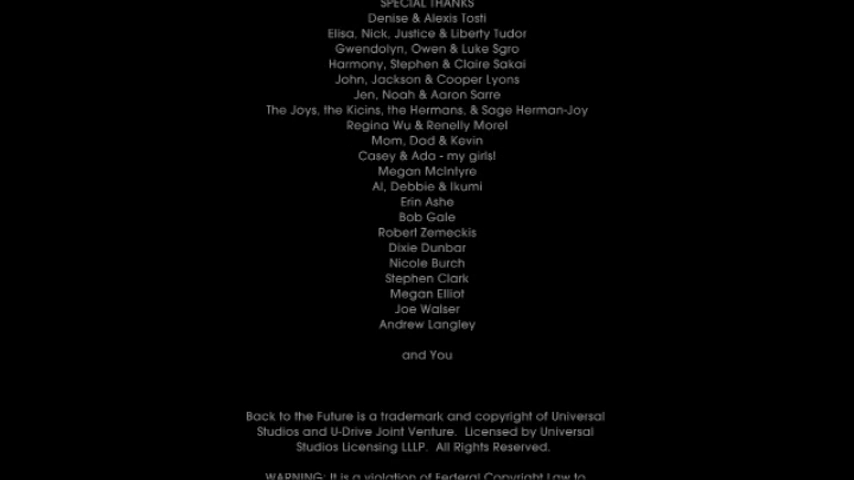 SPECIAL THANKS
Denise & Alexis Tosti
Elisa, Nick, Justice & Liberty Tudor
Gwendolyn, Owen & Luke Sgro
Harmony, Stephen & Claire Sakai
John, Jackson & Cooper Lyons
Jen, Noah & Aaron Sarre
The Joys, the Kicins, the Hermans, & Sage Herman-Joy
Regina Wu & Renelly Morel
Mom, Dad & Kevin
Casey & Ada - my girls!
Megan McIntyre
Al, Debbie & Ikumi
Erin Ashe
Bob Gale
Robert Zemeckis
Dixie Dunbar
Nicole Burch
Stephen Clark
Megan Elliot
Joe Walser
Andrew Langley
and You
Back to the Future is a trademark and copyright of Universal
Studios and U-Drive Joint Venture. Licensed by Universal
Studios Licensing LLLP. All Rights Reserved.
WARNING: It is a violation of Federal Copyright Law to